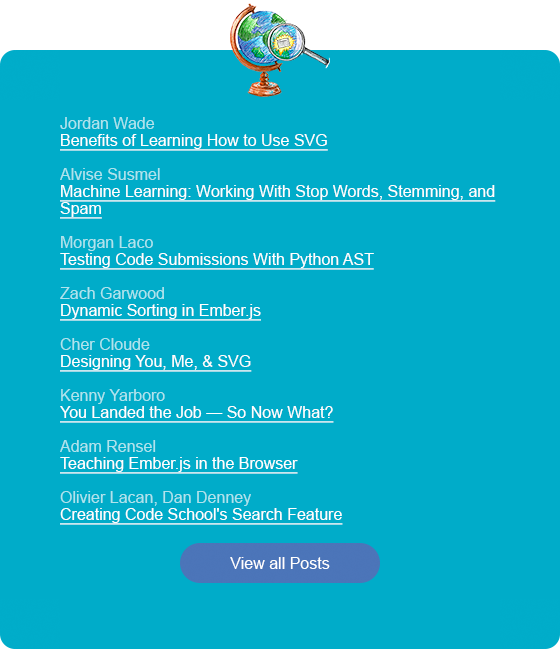 Jordan Wade
Benefits of Learning How to Use SVG
Alvise Susmel
Machine Learning: Working With Stop Words, Stemming, and
Spam
Morgan Laco
Testing Code Submissions With Python AST
Zach Garwood
Dynamic Sorting in Ember.js
Cher Cloude
Designing You, Me, & SVG
Kenny Yarboro
You Landed the Job — So Now What?
Adam Rensel
Teaching Ember.js in the Browser
Olivier Lacan, Dan Denney
Creating Code School's Search Feature
View all Posts